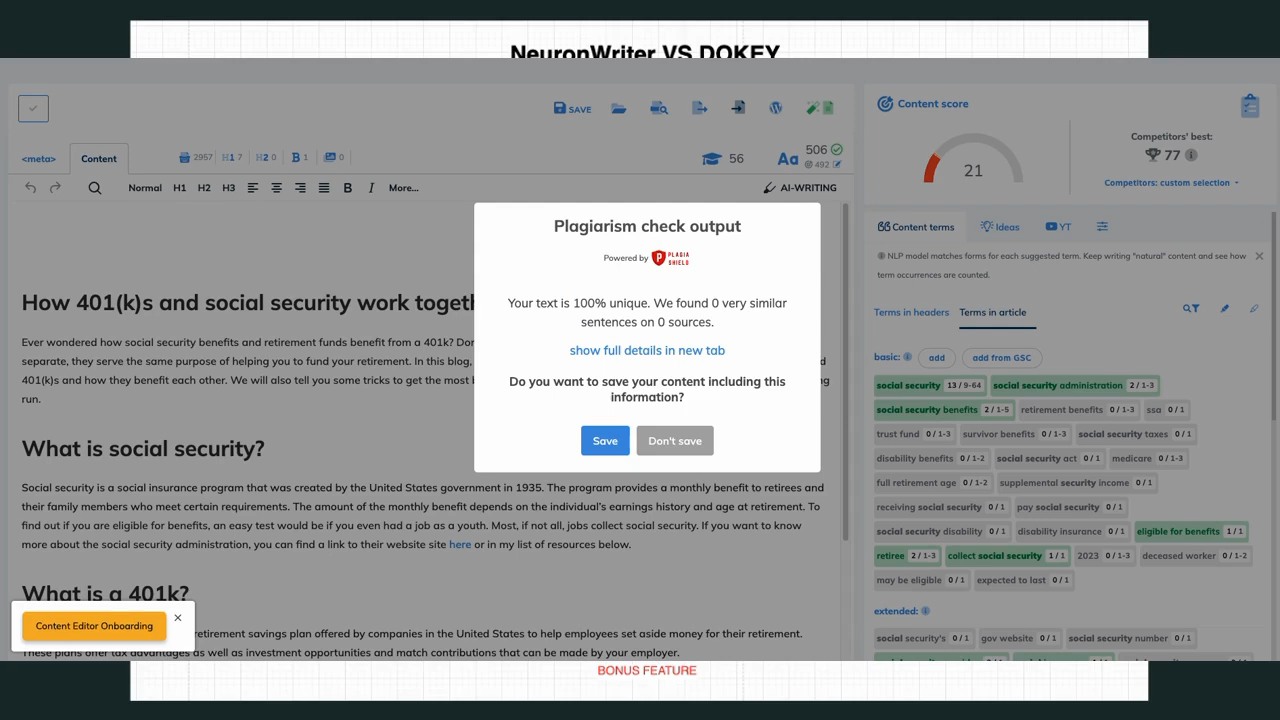 NeuronWriter VS DOKEY
SAVE
Content score
21
Competitors' best:
77
Competitors: custom selection
<meta>
Content
2957
H1 7
H2 0
B 1
0
56
Aa
506
@ 492
Normal H1 H2 H3 B I More...
AI-WRITING
Content terms
Ideas
YT
NLP model matches forms for each suggested term. Keep writing "natural" content and see how
term occurrences are counted.
Terms in headers
Terms in article
basic:
add
add from GSC
social security 13 / 9-64
social security administration 2 / 1-3
social security benefits 2 / 1-5
retirement benefits 0 / 1-3
ssa 0 / 1
trust fund 0 / 1-3
survivor benefits 0 / 1-3
social security taxes 0 / 1
disability benefits 0 / 1-2
social security act 0 / 1
medicare 0 / 1-3
full retirement age 0 / 1-2
supplemental security income 0 / 1
receiving social security 0 / 1
pay social security 0 / 1
social security disability 0 / 1
disability insurance 0 / 1
eligible for benefits 1 / 1
retiree 2 / 1-3
collect social security 1 / 1
2023 0 / 1-3
deceased worker 0 / 1-2
may be eligible 0 / 1
expected to last 0 / 1
extended:
social security's 0 / 1
gov website 0 / 1
social security number 0 / 1
Plagiarism check output
Powered by PLAGIA SHIELD
Your text is 100% unique. We found 0 very similar
sentences on 0 sources.
show full details in new tab
Do you want to save your content including this
information?
Save
Don't save
How 401(k)s and social security work
Ever wondered how social security benefits and retirement funds benefit from a 401k?
separate, they serve the same purpose of helping you to fund your retirement. In this blog,
401(k)s and how they benefit each other. We will also tell you some tricks to get the most
run.
What is social security?
Social security is a social insurance program that was created by the United States government in 1935. The program provides a monthly benefit to retirees and
their family members who meet certain requirements. The amount of the monthly benefit depends on the individual's earnings history and age at retirement. To
find out if you are eligible for benefits, an easy test would be if you even had a job as a youth. Most, if not all, jobs collect social security. If you want to know
more about the social security administration, you can find a link to their website site here or in my list of resources below.
What is a 401k?
retirement savings plan offered by companies in the United States to help employees set aside money for their retirement.
These plans offer tax advantages as well as investment opportunities and match contributions that can be made by your employer.
Content Editor Onboarding
BONUS FEATURE